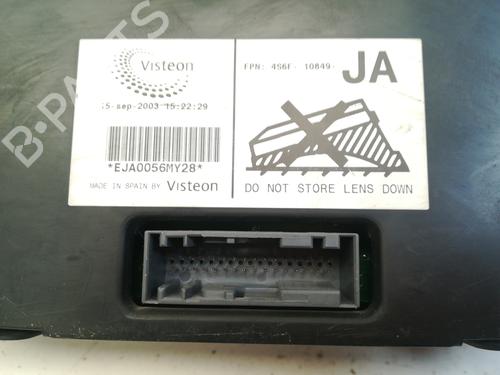 Visteon
FPN: 4S6F- 10849-
JA
15-sep-2003 15:22:29
*EJA0056MY28*
MADE IN SPAIN BY Visteon
DO NOT STORE LENS DOWN
B-PARTS